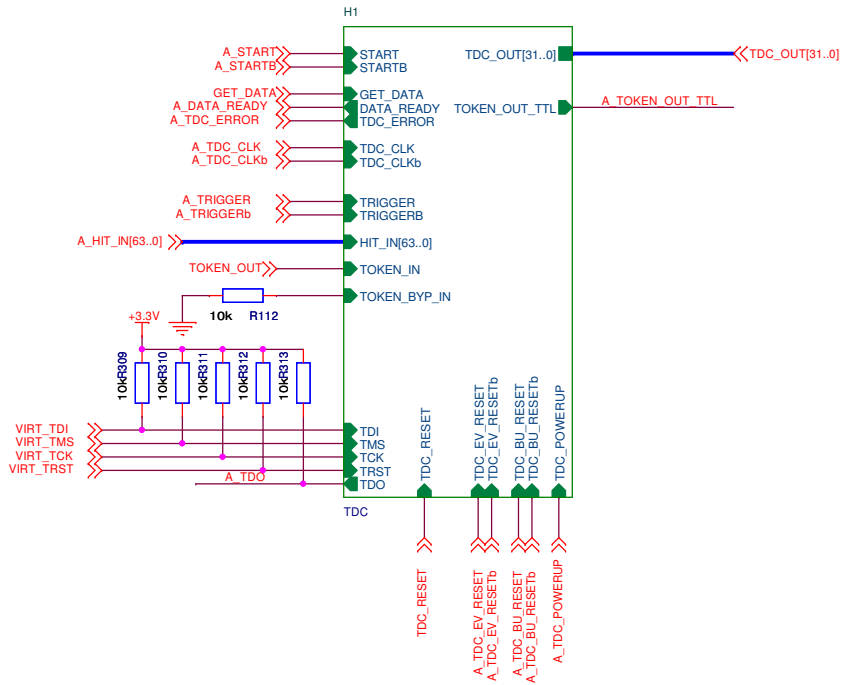 H1
A_START
START
TDC_OUT[31..0]
TDC_OUT[31..0]
A_STARTB
STARTB
GET_DATA
GET_DATA
A_DATA_READY
DATA_READY
TOKEN_OUT_TTL
A_TOKEN_OUT_TTL
A_TDC_ERROR
TDC_ERROR
A_TDC_CLK
TDC_CLK
A_TDC_CLKb
TDC_CLKb
A_TRIGGER
TRIGGER
A_TRIGGERb
TRIGGERB
A_HIT_IN[63..0]
HIT_IN[63..0]
TOKEN_OUT
TOKEN_IN
TOKEN_BYP_IN
10k
R112
+3.3V
10k
R309
10k
R310
10k
R311
10k
R312
10k
R313
VIRT_TDI
TDI
VIRT_TMS
TMS
VIRT_TCK
TCK
VIRT_TRST
TRST
A_TDO
TDO
TDC_RESET
TDC_EV_RESET
TDC_EV_RESETb
TDC_BU_RESET
TDC_BU_RESETb
TDC_POWERUP
TDC
TDC_RESET
A_TDC_EV_RESET
A_TDC_EV_RESETb
A_TDC_BU_RESET
A_TDC_BU_RESETb
A_TDC_POWERUP